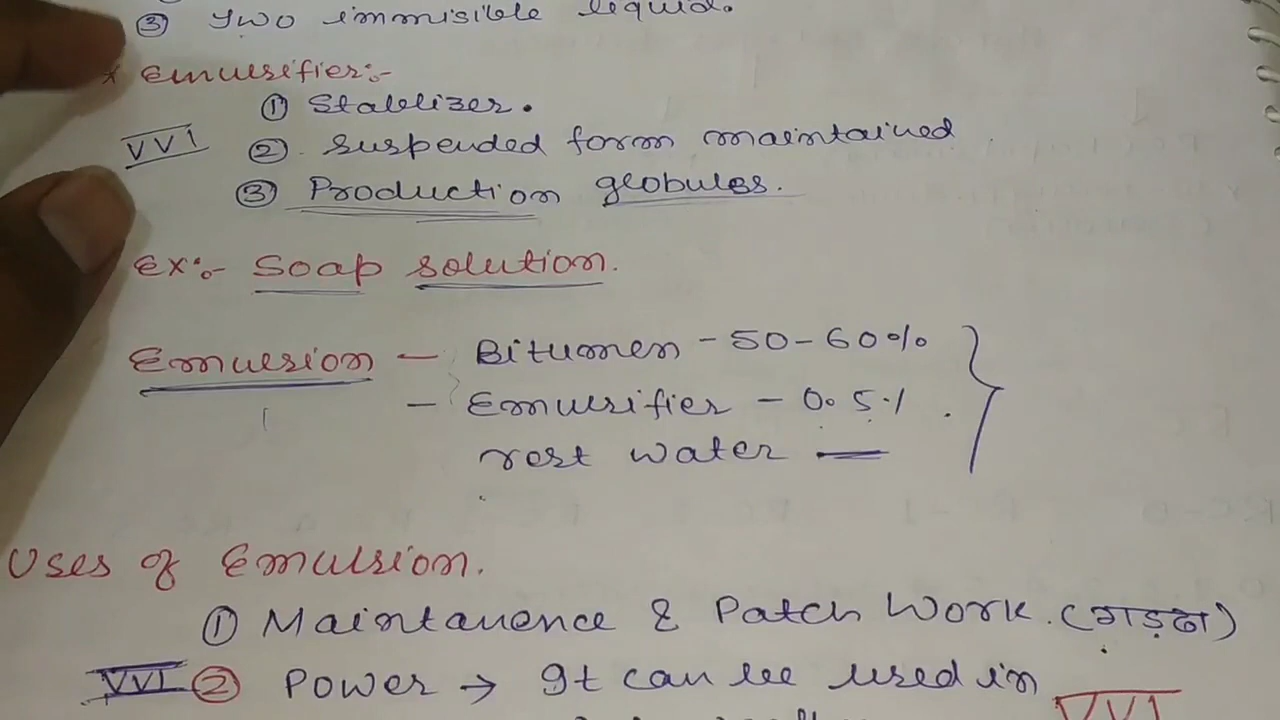 ③ Two immisible liquid.
* Emulsifier:-
① Stabilizer.
VVI ② Suspended form maintained
③ Production globules.
Ex:- Soap solution.
Emulsion - Bitumen - 50-60%
- Emulsifier - 0.5%
rest water —
Uses of Emulsion.
① Maintanence & Patch Work.
VVI ② Power → It can be used in
VVI